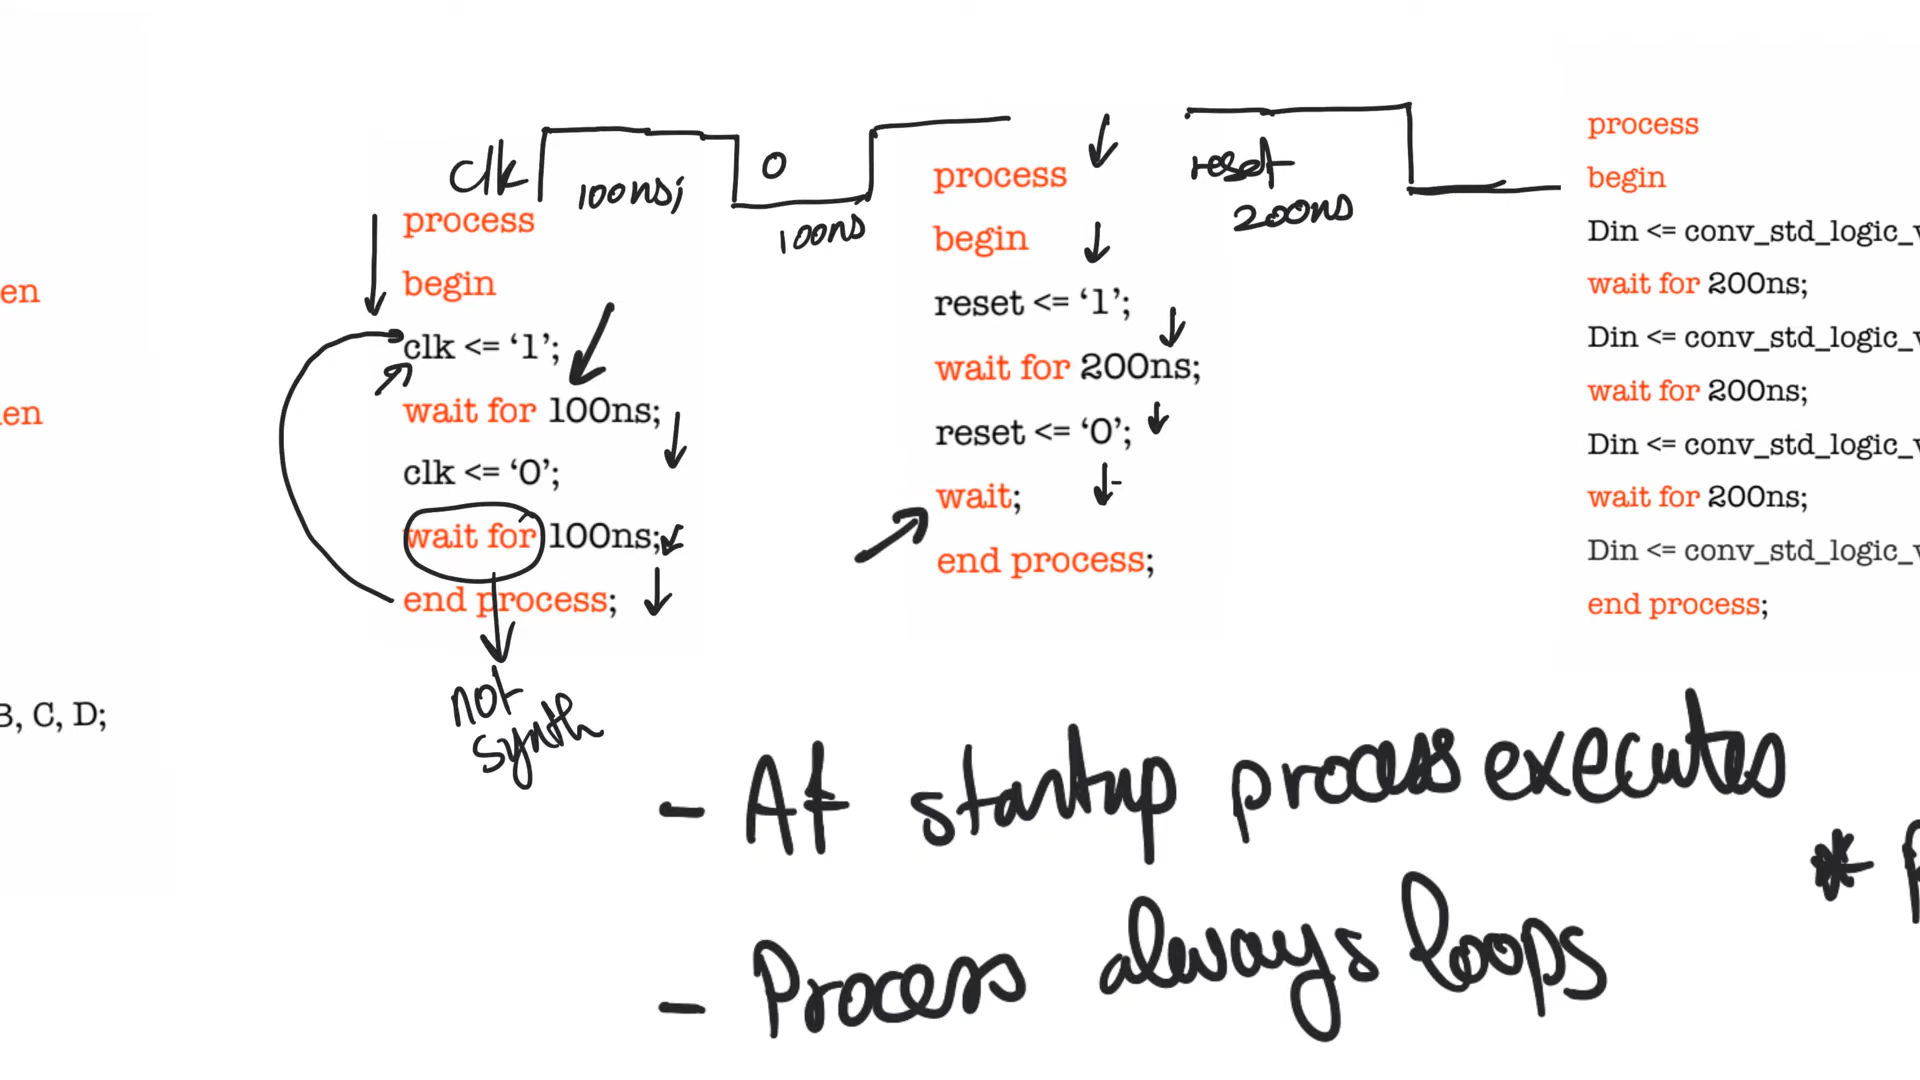 en
en
B, C, D;
clk
100ns;
0
100ns
process
begin
clk <= ‘1’;
wait for 100ns;
clk <= ‘0’;
wait for 100ns;
end process;
not
synth
process
begin
reset <= ‘1’;
wait for 200ns;
reset <= ‘0’;
wait;
end process;
reset
200ns
process
begin
Din <= conv_std_logic_v
wait for 200ns;
Din <= conv_std_logic_v
wait for 200ns;
Din <= conv_std_logic_v
wait for 200ns;
Din <= conv_std_logic_v
end process;
- At startup process executes
- Process always loops
*